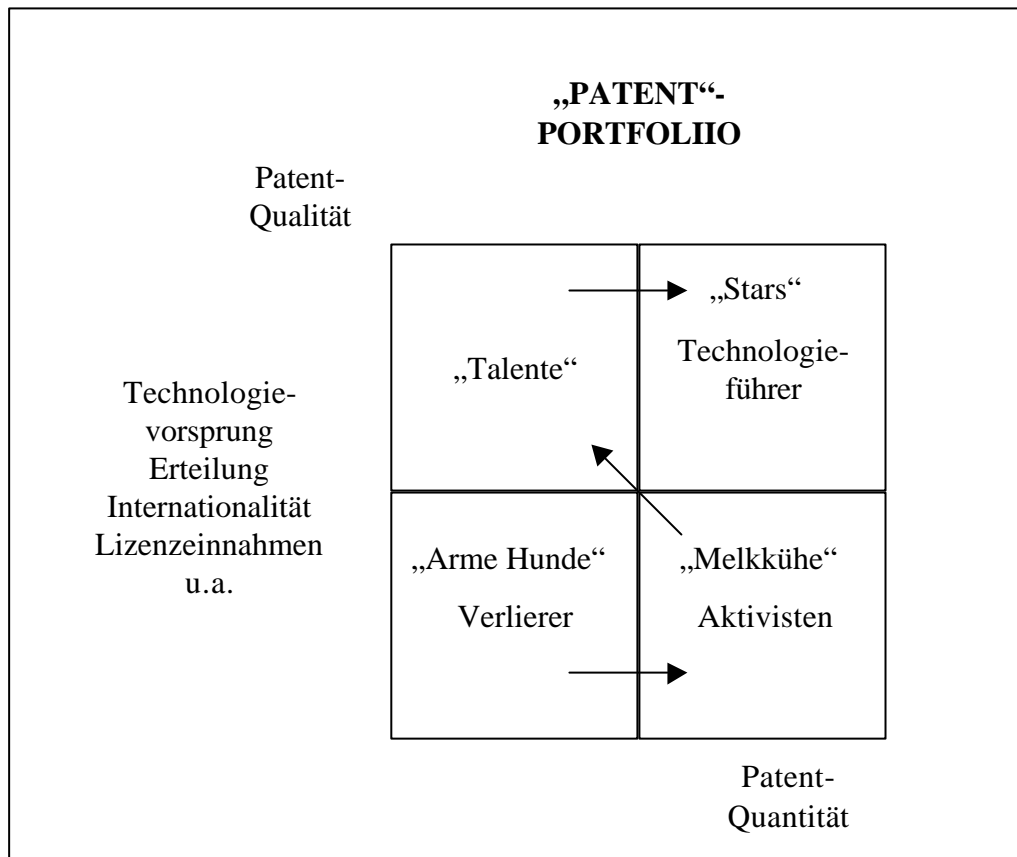 „PATENT“-
PORTFOLIIO
Patent-
Qualität
„Stars“
Technologie-
führer
„Talente“
Technologie-
vorsprung
Erteilung
Internationalität
Lizenzeinnahmen
u.a.
„Arme Hunde“
Verlierer
„Melkkühe“
Aktivisten
Patent-
Quantität